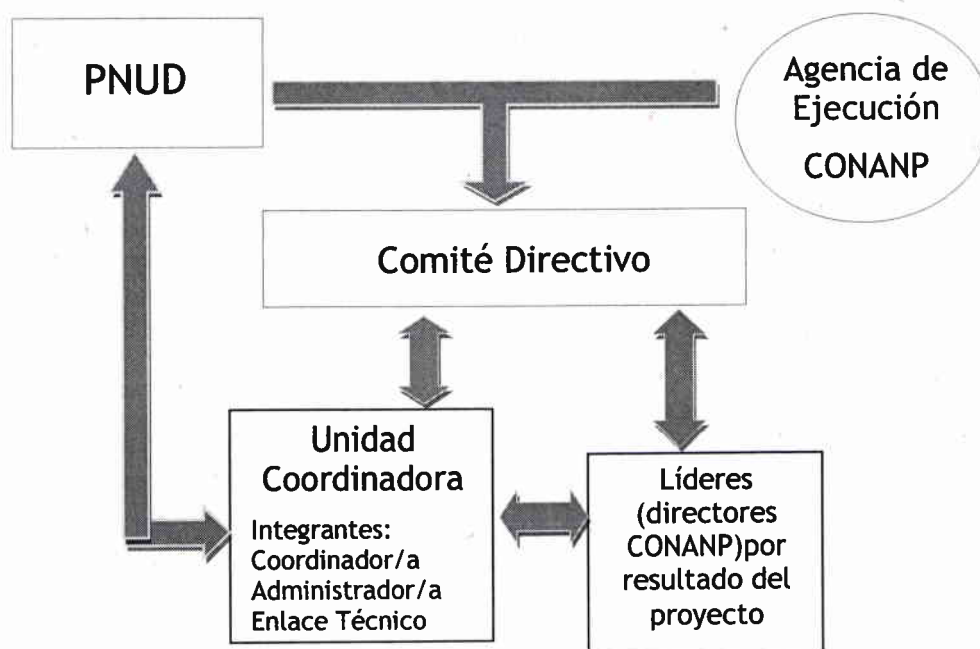 PNUD
Agencia de
Ejecución
CONANP
Comité Directivo
Unidad
Coordinadora
Integrantes:
Coordinador/a
Administrador/a
Enlace Técnico
Líderes
(directores
CONANP)por
resultado del
proyecto